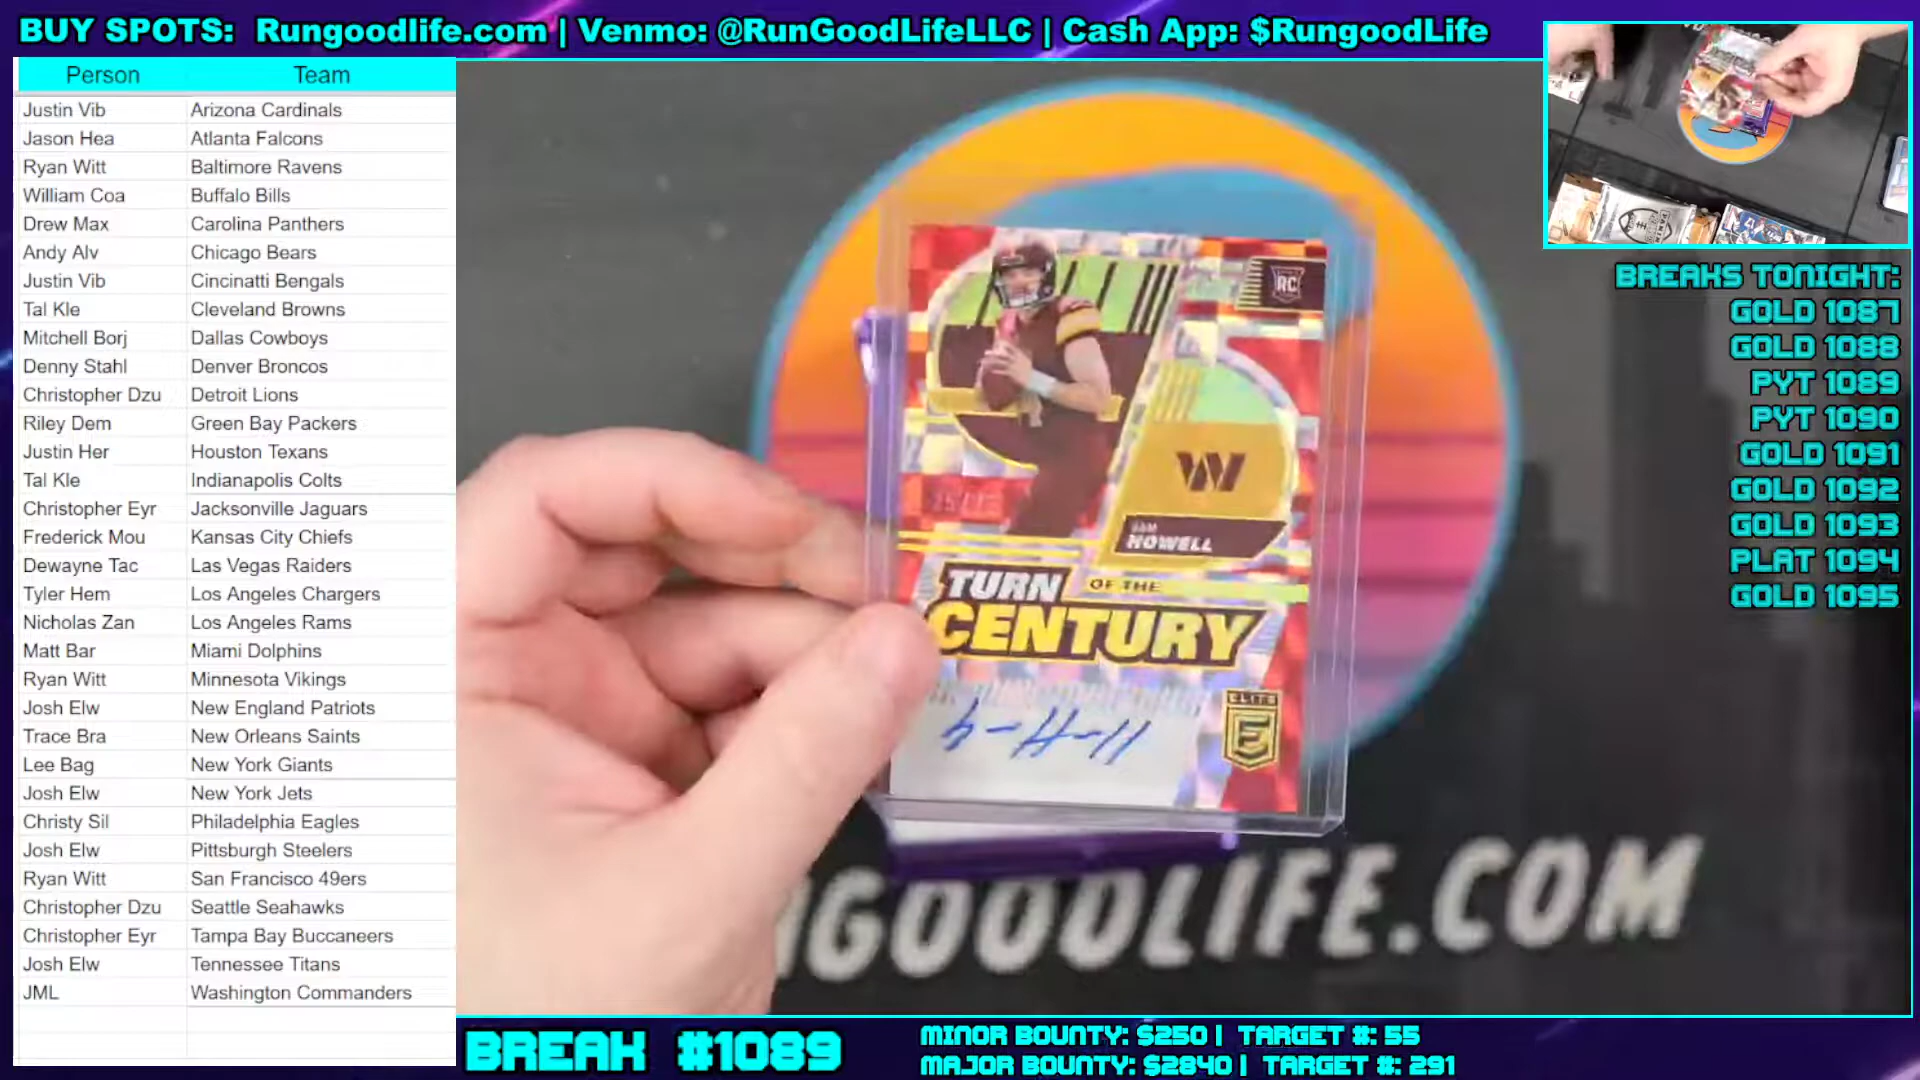 BUY SPOTS: Rungoodlife.com | Venmo: @RunGoodLifeLLC | Cash App: $RungoodLife
Person Team
Justin Vib Arizona Cardinals
Jason Hea Atlanta Falcons
Ryan Witt Baltimore Ravens
William Coa Buffalo Bills
Drew Max Carolina Panthers
Andy Alv Chicago Bears
Justin Vib Cincinatti Bengals
Tal Kle Cleveland Browns
Mitchell Borj Dallas Cowboys
Denny Stahl Denver Broncos
Christopher Dzu Detroit Lions
Riley Dem Green Bay Packers
Justin Her Houston Texans
Tal Kle Indianapolis Colts
Christopher Eyr Jacksonville Jaguars
Frederick Mou Kansas City Chiefs
Dewayne Tac Las Vegas Raiders
Tyler Hem Los Angeles Chargers
Nicholas Zan Los Angeles Rams
Matt Bar Miami Dolphins
Ryan Witt Minnesota Vikings
Josh Elw New England Patriots
Trace Bra New Orleans Saints
Lee Bag New York Giants
Josh Elw New York Jets
Christy Sil Philadelphia Eagles
Josh Elw Pittsburgh Steelers
Ryan Witt San Francisco 49ers
Christopher Dzu Seattle Seahawks
Christopher Eyr Tampa Bay Buccaneers
Josh Elw Tennessee Titans
JML Washington Commanders
RC
W
SAM
HOWELL
TURN OF THE
CENTURY
ELITE
E
NGOODLIFE.COM
BREAKS TONIGHT:
GOLD 1087
GOLD 1088
PYT 1089
PYT 1090
GOLD 1091
GOLD 1092
GOLD 1093
PLAT 1094
GOLD 1095
BREAK #1089
MINOR BOUNTY: $250 | TARGET #: 55
MAJOR BOUNTY: $2840 | TARGET #: 291